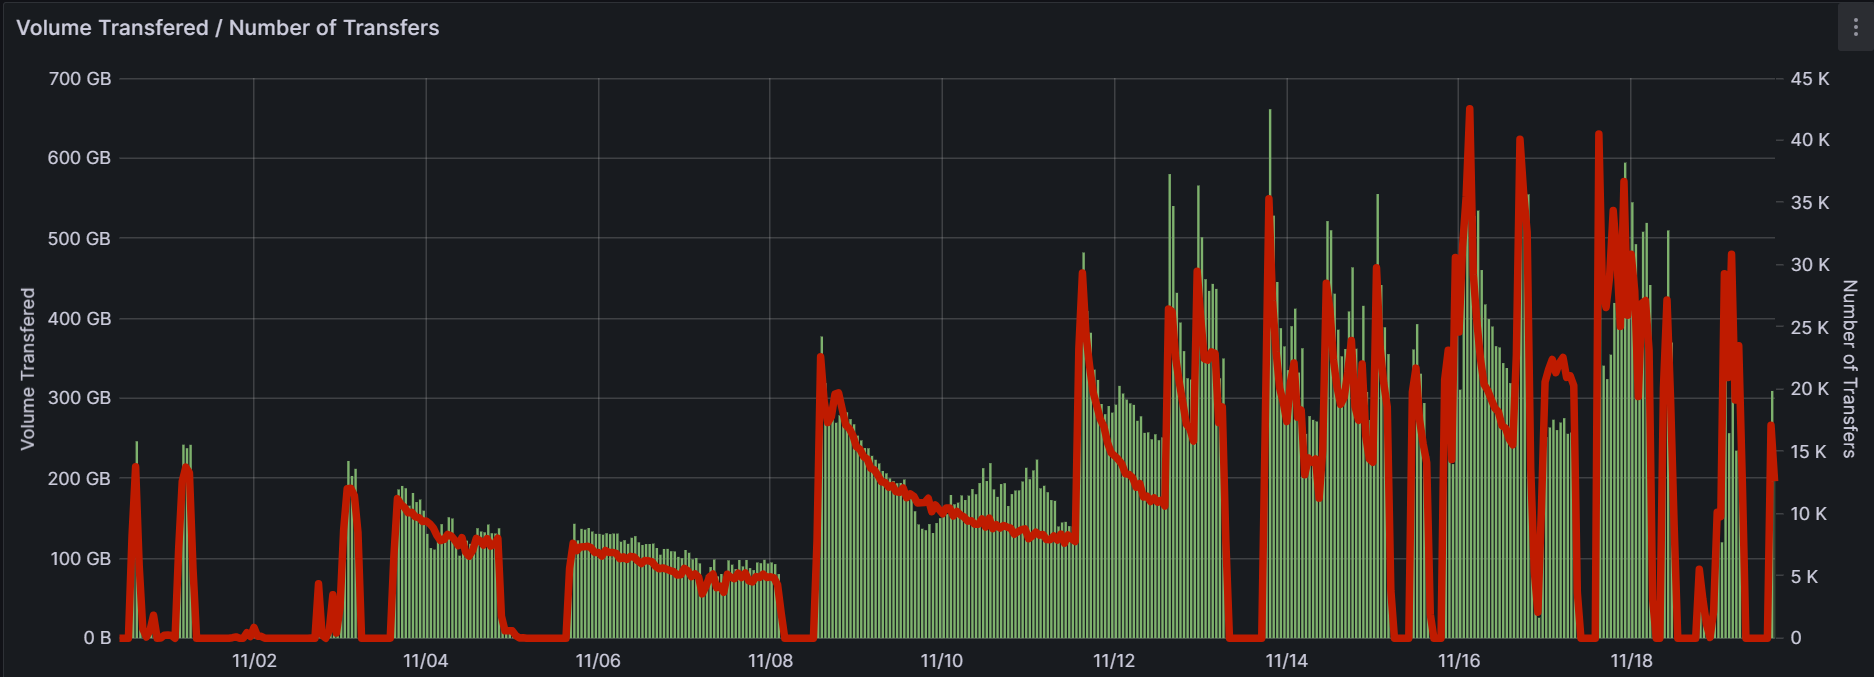 Volume Transfered / Number of Transfers
700 GB
600 GB
500 GB
400 GB
300 GB
200 GB
100 GB
0 B
Volume Transfered
45 K
40 K
35 K
30 K
25 K
20 K
15 K
10 K
5 K
0
Number of Transfers
11/02
11/04
11/06
11/08
11/10
11/12
11/14
11/16
11/18